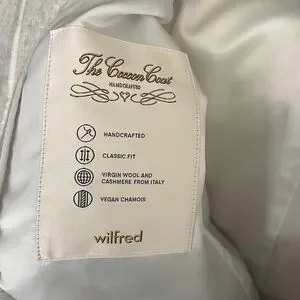 The Cocoon Coat
HANDCRAFTED
HANDCRAFTED
CLASSIC FIT
VIRGIN WOOL AND
CASHMERE FROM ITALY
VEGAN CHAMOIS
wilfred